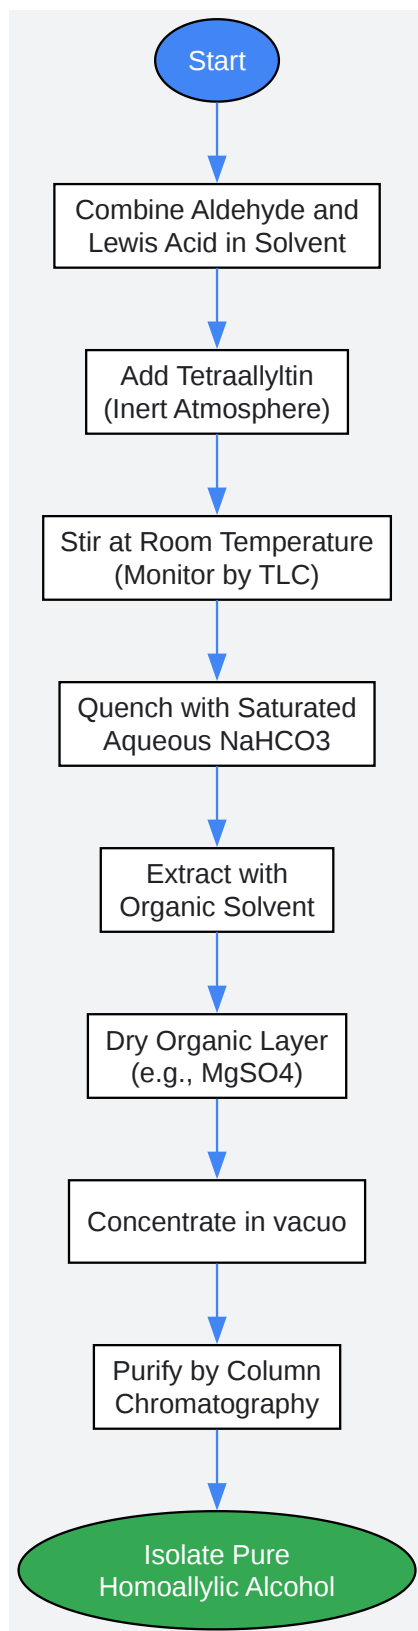 Start
Combine Aldehyde and
Lewis Acid in Solvent
Add Tetraallyltin
(Inert Atmosphere)
Stir at Room Temperature
(Monitor by TLC)
Quench with Saturated
Aqueous NaHCO3
Extract with
Organic Solvent
Dry Organic Layer
(e.g., MgSO4)
Concentrate in vacuo
Purify by Column
Chromatography
Isolate Pure
Homoallylic Alcohol